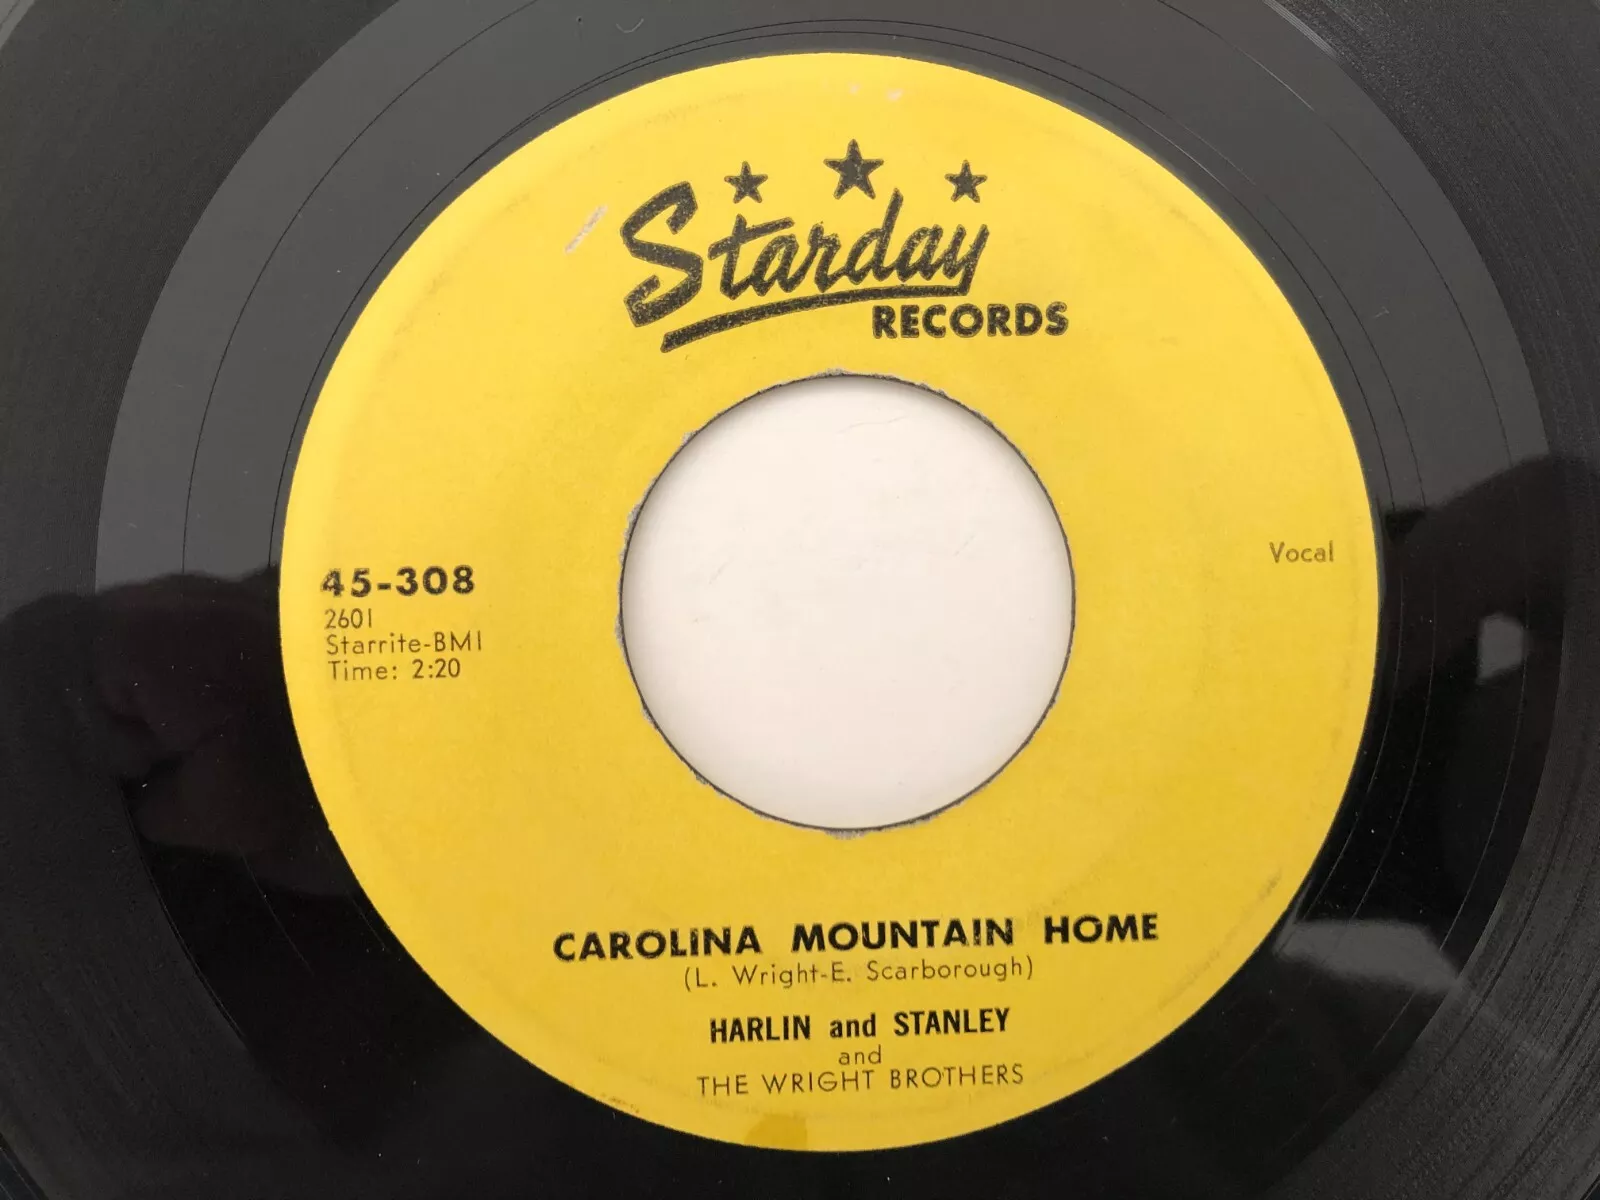 Starday
RECORDS
Vocal
45-308
2601
Starrite-BMI
Time: 2:20
CAROLINA MOUNTAIN HOME
(L. Wright-E. Scarborough)
HARLIN and STANLEY
and
THE WRIGHT BROTHERS